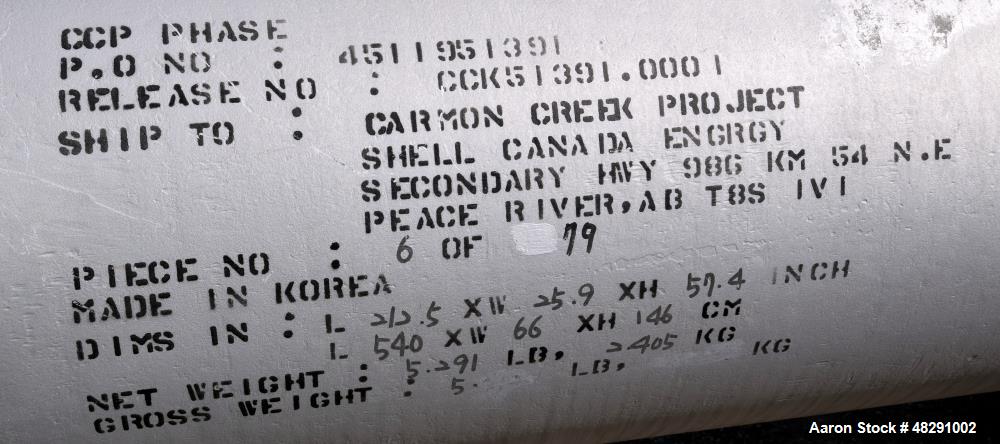 CCP PHASE
P.O NO : 4511951391
RELEASE NO : CCK51391.0001
SHIP TO : CARMON CREEK PROJECT
SHELL CANADA ENGRGY
SECONDARY HWY 986 KM 54 N.E
PEACE RIVER, AB T8S 1V1
PIECE NO : 6 OF 79
MADE IN KOREA
DIMS IN : L 212.5 XW 25.9 XH 57.4 INCH
L 540 XW 66 XH 146 CM
NET WEIGHT : 5.291 LB, 2405 KG
GROSS WEIGHT : 5. LB, KG
Aaron Stock # 48291002